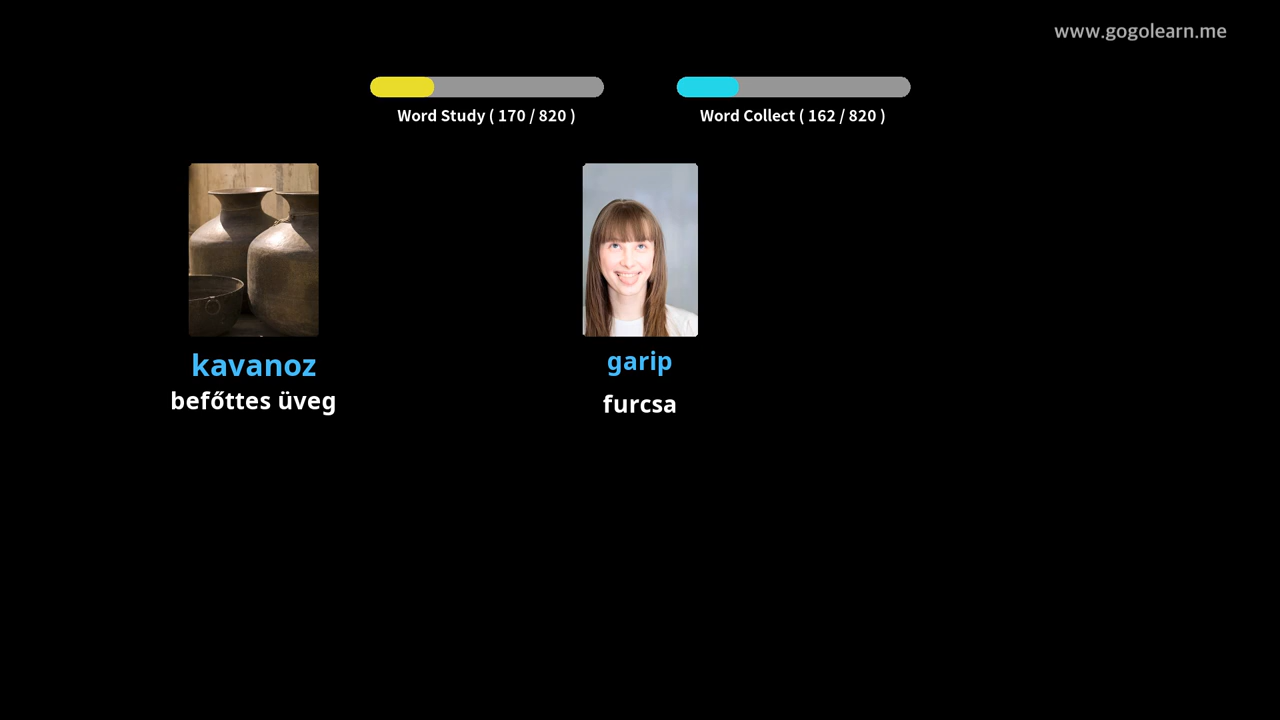 www.gogolearn.me
Word Study ( 170 / 820 )
Word Collect ( 162 / 820 )
kavanoz
befőttes üveg
garip
furcsa